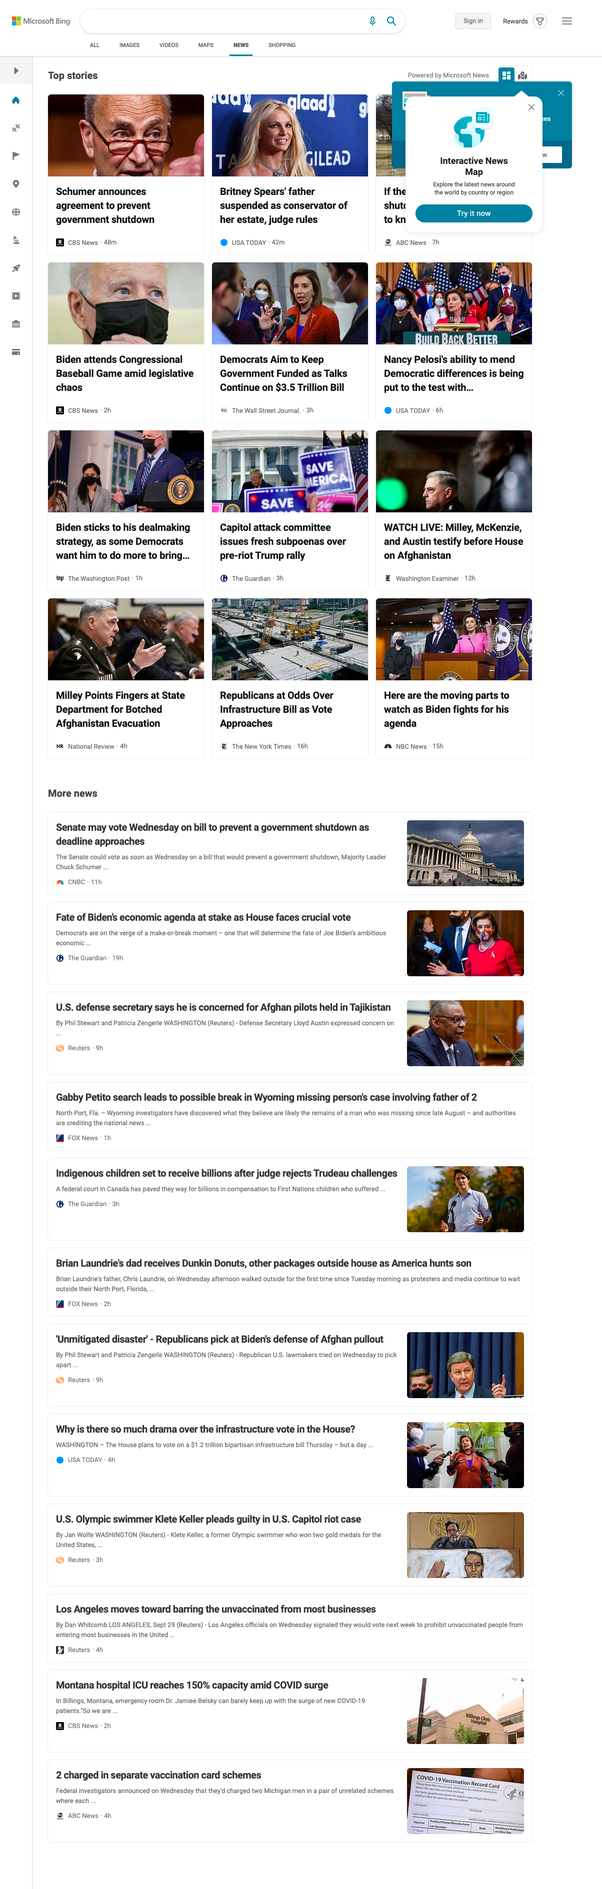 Microsoft Bing
Sign in
Rewards
ALL
IMAGES
VIDEOS
MAPS
NEWS
SHOPPING
Top stories
Powered by Microsoft News
Interactive News
Map
Explore the latest news around
the world by country or region
Try it now
Schumer announces
agreement to prevent
government shutdown
CBS News · 48m
GILEAD
glaad
Britney Spears' father
suspended as conservator of
her estate, judge rules
USA TODAY · 42m
If the
shutd
to kn
ABC News · 7h
Biden attends Congressional
Baseball Game amid legislative
chaos
CBS News · 2h
Democrats Aim to Keep
Government Funded as Talks
Continue on $3.5 Trillion Bill
The Wall Street Journal. · 3h
BUILD BACK BETTER
Nancy Pelosi's ability to mend
Democratic differences is being
put to the test with...
USA TODAY · 6h
Biden sticks to his dealmaking
strategy, as some Democrats
want him to do more to bring...
The Washington Post · 1h
SAVE
MERICA
SAVE
Capitol attack committee
issues fresh subpoenas over
pre-riot Trump rally
The Guardian · 3h
WATCH LIVE: Milley, McKenzie,
and Austin testify before House
on Afghanistan
Washington Examiner · 12h
Milley Points Fingers at State
Department for Botched
Afghanistan Evacuation
NR National Review · 4h
Republicans at Odds Over
Infrastructure Bill as Vote
Approaches
The New York Times · 16h
Here are the moving parts to
watch as Biden fights for his
agenda
NBC News · 15h
More news
Senate may vote Wednesday on bill to prevent a government shutdown as
deadline approaches
The Senate could vote as soon as Wednesday on a bill that would prevent a government shutdown, Majority Leader
Chuck Schumer ...
CNBC · 11h
Fate of Biden's economic agenda at stake as House faces crucial vote
Democrats are on the verge of a make-or-break moment – one that will determine the fate of Joe Biden's ambitious
economic ...
The Guardian · 19h
U.S. defense secretary says he is concerned for Afghan pilots held in Tajikistan
By Phil Stewart and Patricia Zengerle WASHINGTON (Reuters) - Defense Secretary Lloyd Austin expressed concern on
...
Reuters · 9h
Gabby Petito search leads to possible break in Wyoming missing person's case involving father of 2
North Port, Fla. – Wyoming investigators have discovered what they believe are likely the remains of a man who was missing since late August – and authorities
are crediting the national news ...
FOX News · 1h
Indigenous children set to receive billions after judge rejects Trudeau challenges
A federal court in Canada has paved they way for billions in compensation to First Nations children who suffered ...
The Guardian · 3h
Brian Laundrie's dad receives Dunkin Donuts, other packages outside house as America hunts son
Brian Laundrie's father, Chris Laundrie, on Wednesday afternoon walked outside for the first time since Tuesday morning as protesters and media continue to wait
outside their North Port, Florida, ...
FOX News · 2h
'Unmitigated disaster' - Republicans pick at Biden's defense of Afghan pullout
By Phil Stewart and Patricia Zengerle WASHINGTON (Reuters) - Republican U.S. lawmakers tried on Wednesday to pick
apart ...
Reuters · 9h
Why is there so much drama over the infrastructure vote in the House?
WASHINGTON – The House plans to vote on a $1.2 trillion bipartisan infrastructure bill Thursday – but a day ...
USA TODAY · 4h
U.S. Olympic swimmer Klete Keller pleads guilty in U.S. Capitol riot case
By Jan Wolfe WASHINGTON (Reuters) - Klete Keller, a former Olympic swimmer who won two gold medals for the
United States, ...
Reuters · 3h
Los Angeles moves toward barring the unvaccinated from most businesses
By Dan Whitcomb LOS ANGELES, Sept 29 (Reuters) - Los Angeles officials on Wednesday signaled they would vote next week to prohibit unvaccinated people from
entering most businesses in the United ...
Reuters · 4h
Montana hospital ICU reaches 150% capacity amid COVID surge
In Billings, Montana, emergency room Dr. Jamiee Belsky can barely keep up with the surge of new COVID-19
patients."So we are ...
CBS News · 2h
Billings Clinic
Hospital
2 charged in separate vaccination card schemes
Federal investigators announced on Wednesday that they'd charged two Michigan men in a pair of unrelated schemes
where each ...
ABC News · 4h
COVID-19 Vaccination Record Card